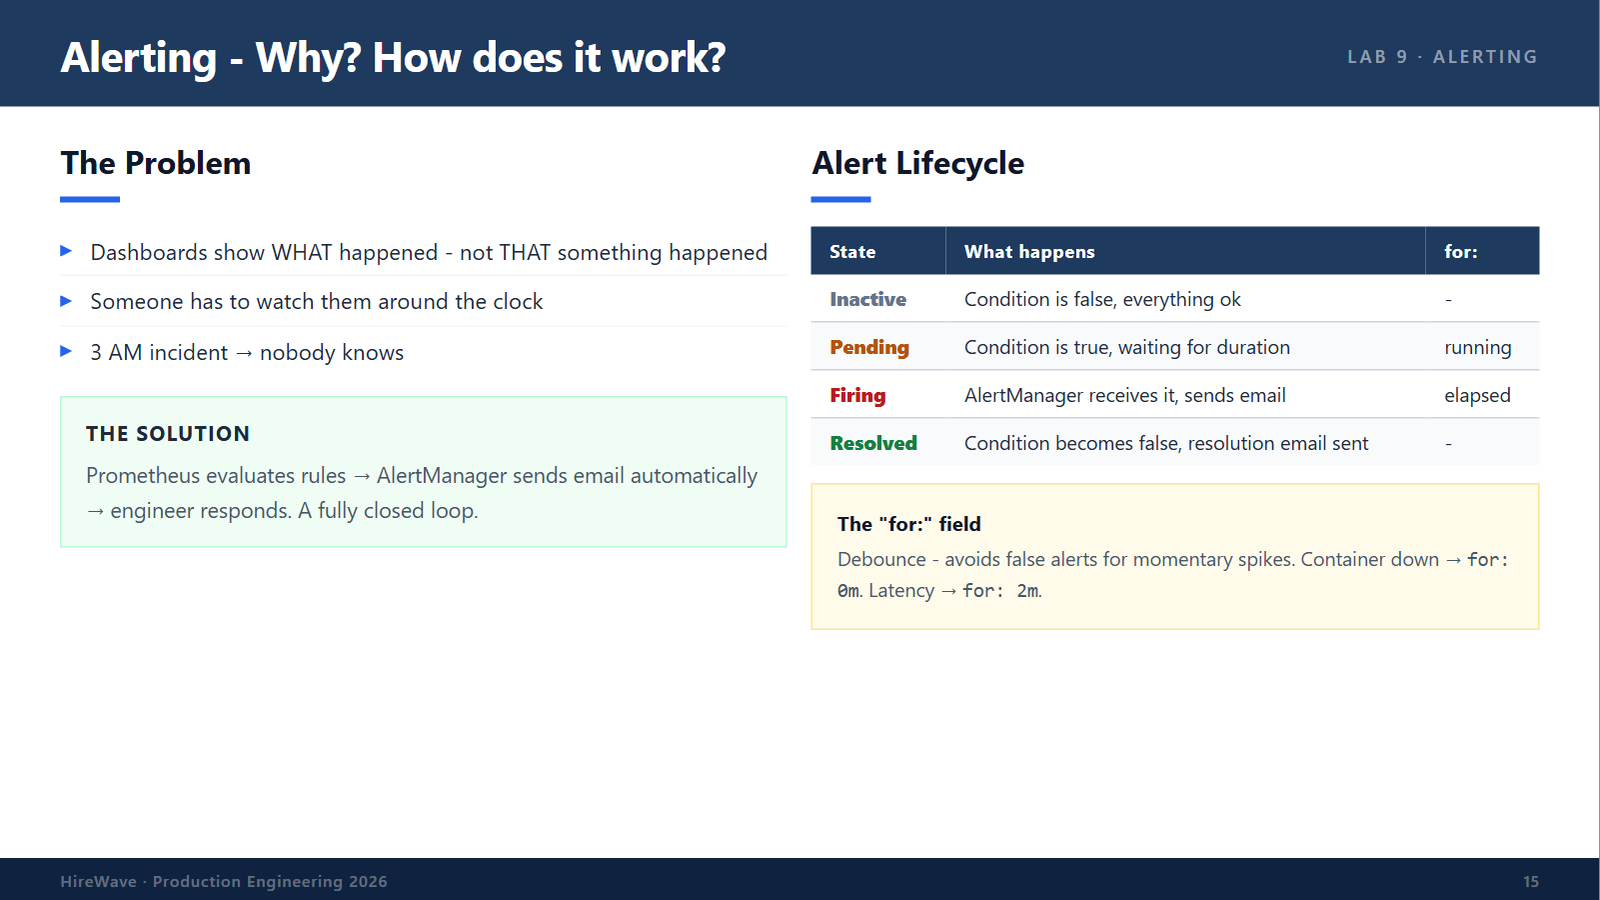 Alerting - Why? How does it work?
LAB 9 · ALERTING
The Problem
▶ Dashboards show WHAT happened - not THAT something happened
▶ Someone has to watch them around the clock
▶ 3 AM incident → nobody knows
THE SOLUTION
Prometheus evaluates rules → AlertManager sends email automatically
→ engineer responds. A fully closed loop.
Alert Lifecycle
State What happens for:
Inactive Condition is false, everything ok -
Pending Condition is true, waiting for duration running
Firing AlertManager receives it, sends email elapsed
Resolved Condition becomes false, resolution email sent -
The "for:" field
Debounce - avoids false alerts for momentary spikes. Container down → for:
0m. Latency → for: 2m.
HireWave · Production Engineering 2026
15